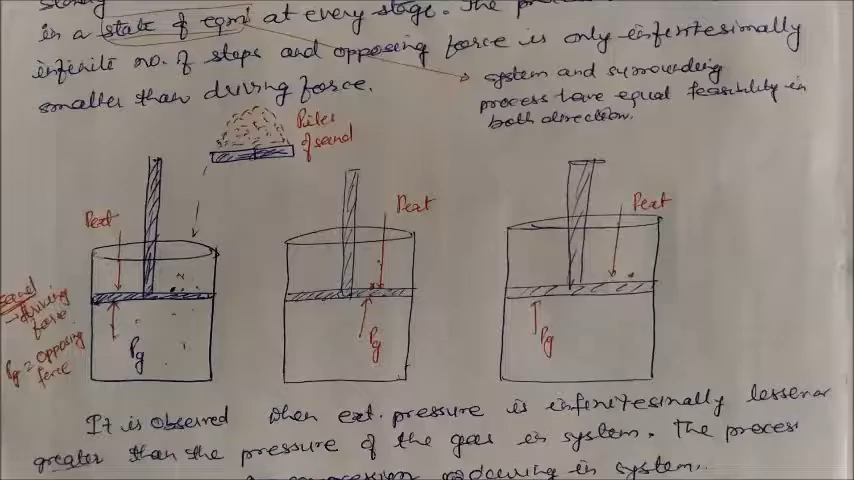 in a state of eqm at every stage. The
infinite no. of steps and opposing force is only infinitesimally
smaller than driving force.
system and surrounding
process have equal feasibility in
both direction.
Piles
of sand
Pext
Pext
Pext
sand
→ driving
force.
Pg = opposing
force
Pg
Pg
Pg
It is observed when ext. pressure is infinitesimally lesser or
greater than the pressure of the gas in system. The process
in system.